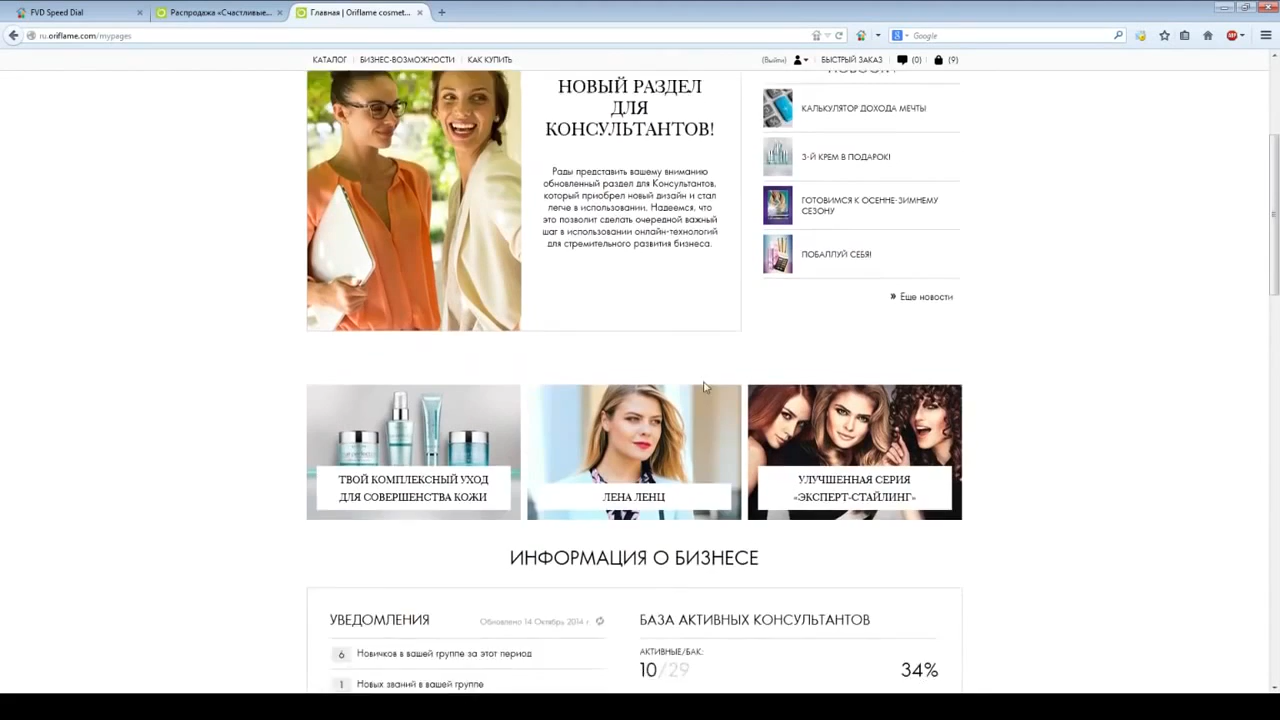 FVD Speed Dial
Распродажа «Счастливые...
Главная | Oriflame cosmet...
ru.oriflame.com/mypages
Google
КАТАЛОГ
БИЗНЕС-ВОЗМОЖНОСТИ
КАК КУПИТЬ
(Выйти)
БЫСТРЫЙ ЗАКАЗ
(0)
(9)
НОВОСТИ
НОВЫЙ РАЗДЕЛ
ДЛЯ
КОНСУЛЬТАНТОВ!
Рады представить вашему вниманию
обновленный раздел для Консультантов,
который приобрел новый дизайн и стал
легче в использовании. Надеемся, что
это позволит сделать очередной важный
шаг в использовании онлайн-технологий
для стремительного развития бизнеса.
КАЛЬКУЛЯТОР ДОХОДА МЕЧТЫ
3-Й КРЕМ В ПОДАРОК!
ГОТОВИМСЯ К ОСЕННЕ-ЗИМНЕМУ
СЕЗОНУ
ПОБАЛУЙ СЕБЯ!
» Еще новости
ТВОЙ КОМПЛЕКСНЫЙ УХОД
ДЛЯ СОВЕРШЕНСТВА КОЖИ
ЛЕНА ЛЕНЦ
УЛУЧШЕННАЯ СЕРИЯ
«ЭКСПЕРТ-СТАЙЛИНГ»
ИНФОРМАЦИЯ О БИЗНЕСЕ
УВЕДОМЛЕНИЯ
Обновлено 14 Октябрь 2014 г.
6 Новичков в вашей группе за этот период
1 Новых званий в вашей группе
БАЗА АКТИВНЫХ КОНСУЛЬТАНТОВ
АКТИВНЫЕ/БАК:
10/29
34%